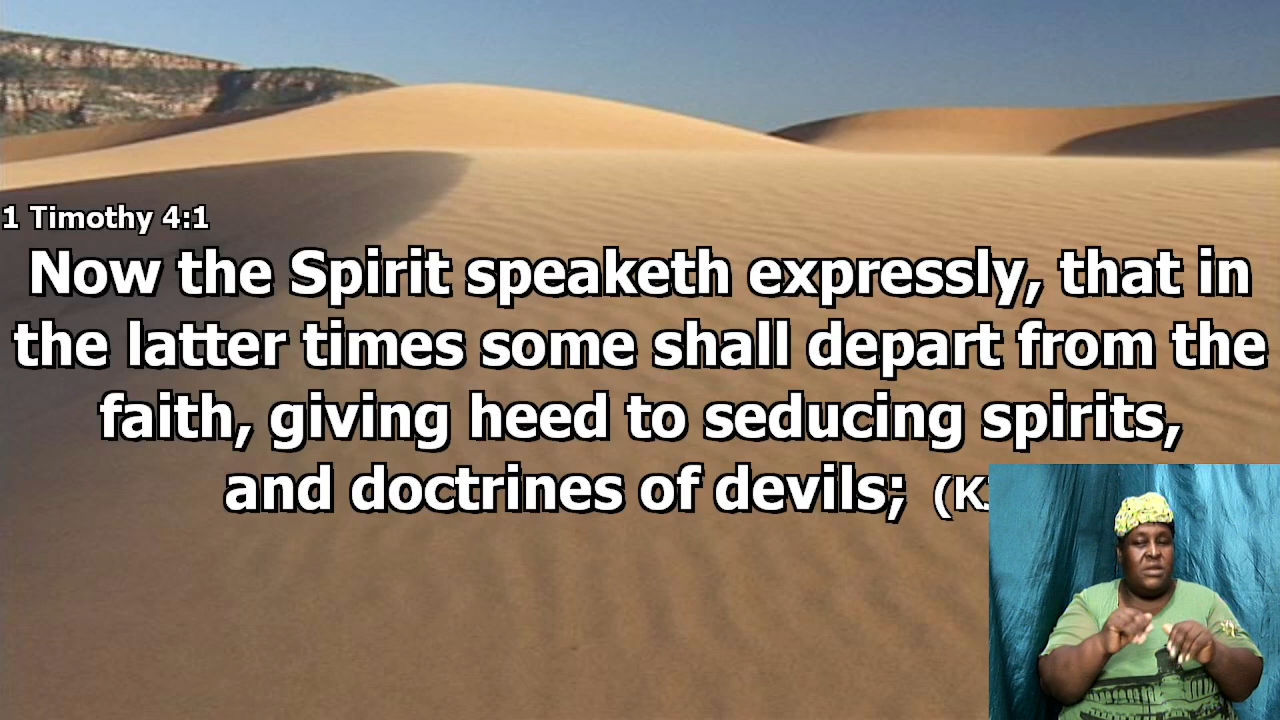 1 Timothy 4:1
Now the Spirit speaketh expressly, that in
the latter times some shall depart from the
faith, giving heed to seducing spirits,
and doctrines of devils; (K